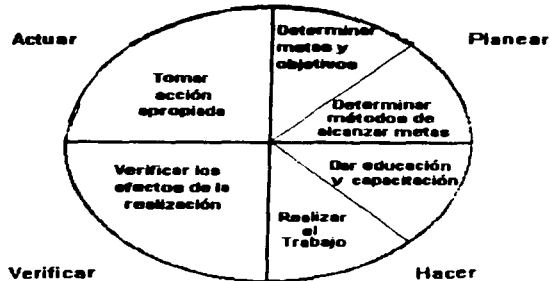 Actuar
Planear
Determinar
metas y
objetivos
Tomar
acción
apropiada
Determinar
métodos de
alcanzar metas
Verificar los
efectos de la
realización
Dar educación
y capacitación
Realizar
el
Trabajo
Verificar
Hacer